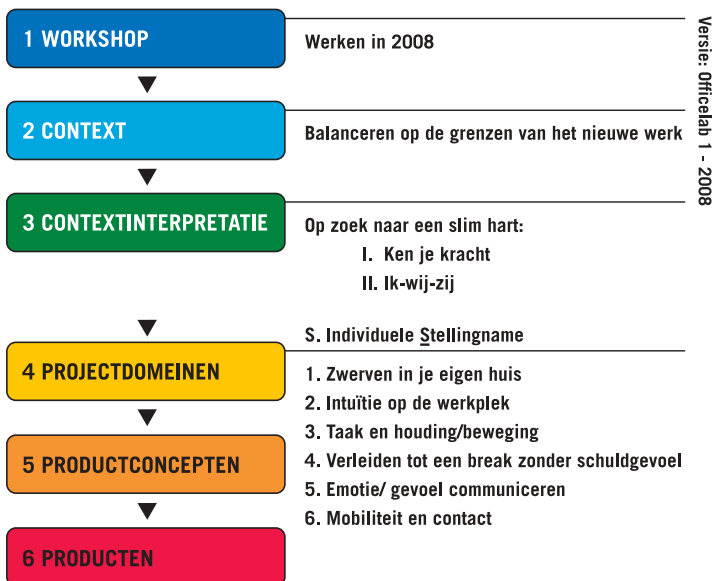 1 WORKSHOP
Werken in 2008
2 CONTEXT
Balanceren op de grenzen van het nieuwe werk
3 CONTEXTINTERPRETATIE
Op zoek naar een slim hart:
I. Ken je kracht
II. Ik-wij-zij
S. Individuele Stellingname
4 PROJECTDOMEINEN
1. Zwerven in je eigen huis
2. Intuïtie op de werkplek
3. Taak en houding/beweging
5 PRODUCTCONCEPTEN
4. Verleiden tot een break zonder schuldgevoel
5. Emotie/ gevoel communiceren
6. Mobiliteit en contact
6 PRODUCTEN
Versie: Officelab 1 - 2008